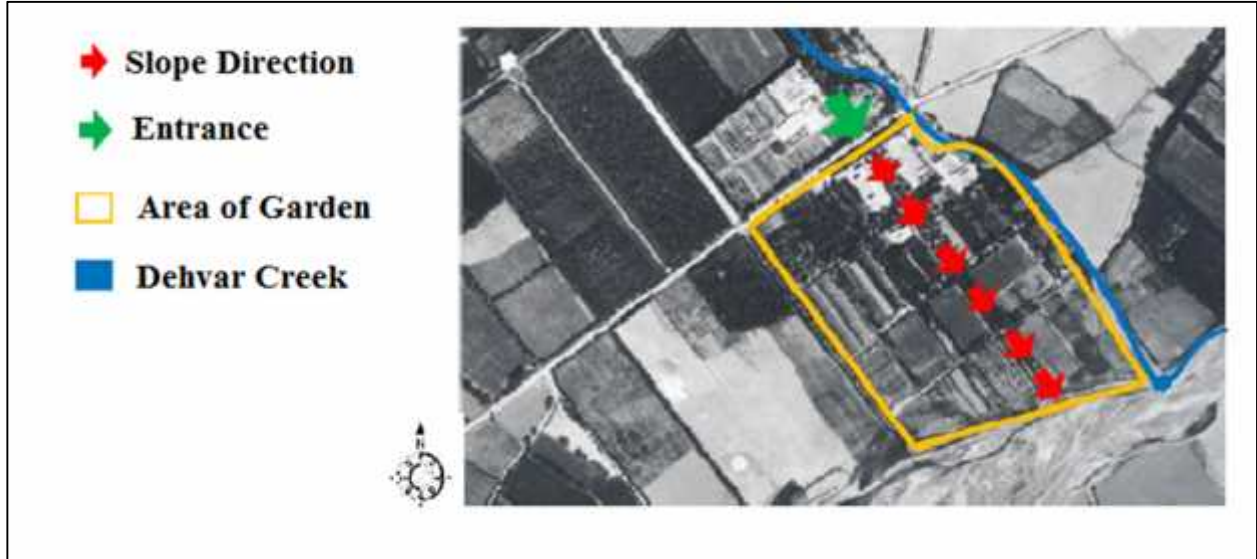 Slope Direction
Entrance
Area of Garden
Dehvar Creek
N